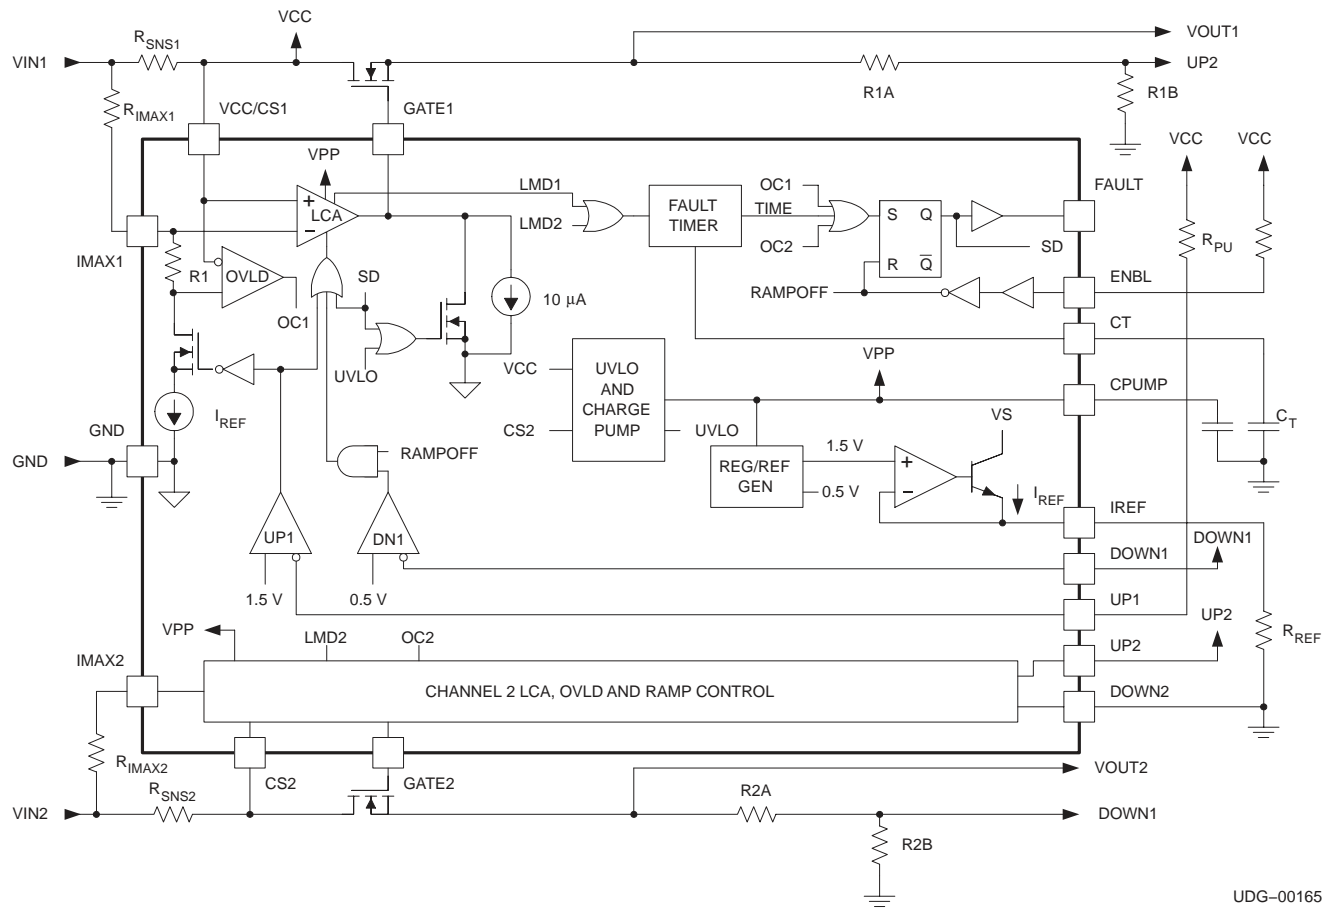 VCC
VOUT1
RSNS1
VIN1
UP2
R1A
R1B
RIMAX1
VCC/CS1
GATE1
VCC
VCC
VPP
FAULT
LMD1
OC1
+
LCA
−
FAULT
TIMER
TIME
S Q
LMD2
OC2
SD
RPU
IMAX1
R1
OVLD
SD
R Q
ENBL
RAMPOFF
10 µA
OC1
CT
VPP
UVLO
VCC
UVLO
AND
CHARGE
PUMP
CPUMP
IREF
VS
CT
GND
CS2
UVLO
1.5 V
GND
RAMPOFF
REG/REF
GEN
+
−
0.5 V
IREF
IREF
UP1
DN1
DOWN1
DOWN1
1.5 V
0.5 V
UP1
UP2
VPP
LMD2
OC2
RREF
IMAX2
UP2
CHANNEL 2 LCA, OVLD AND RAMP CONTROL
DOWN2
RIMAX2
CS2
GATE2
VOUT2
RSNS2
R2A
VIN2
DOWN1
R2B
UDG–00165